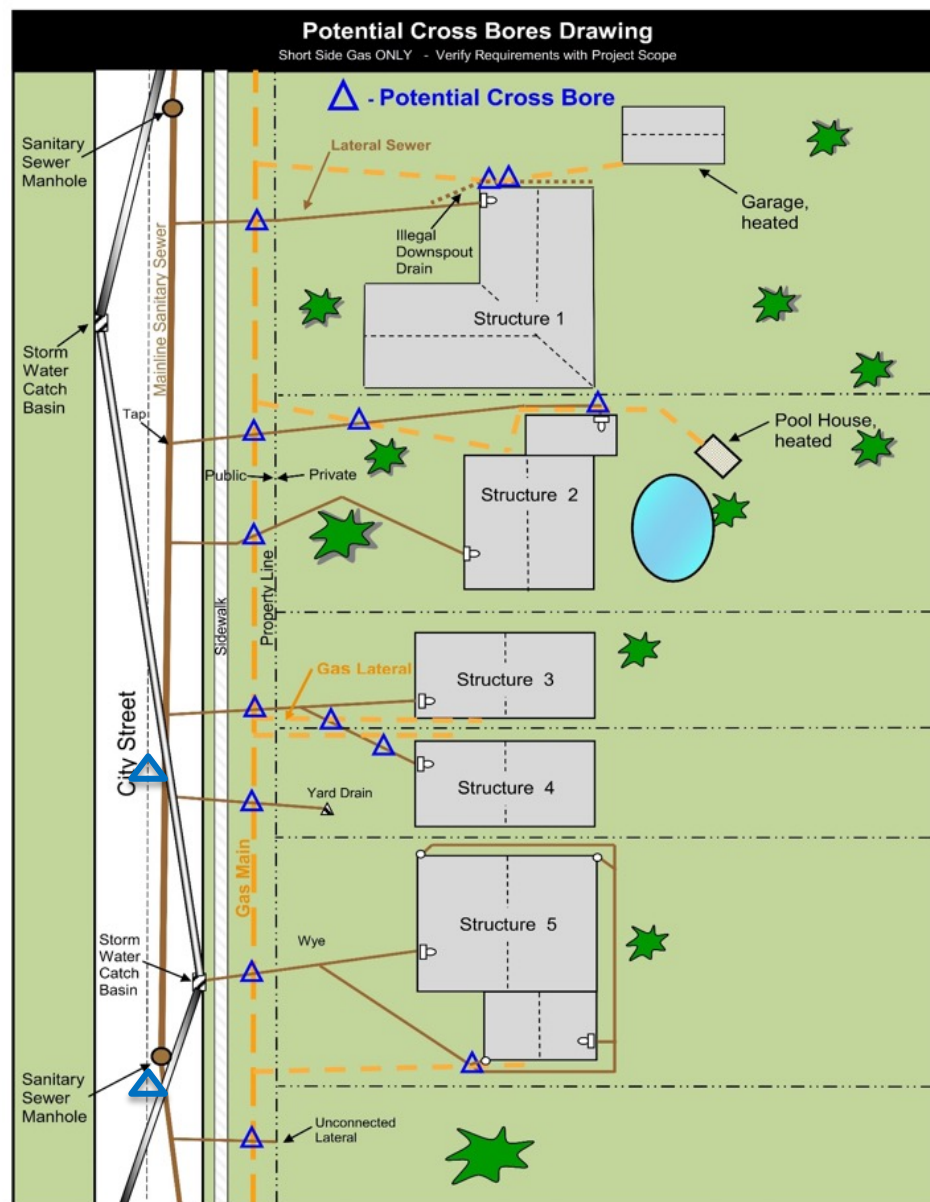 Potential Cross Bores Drawing
Short Side Gas ONLY - Verify Requirements with Project Scope
- Potential Cross Bore
Sanitary
Sewer
Manhole
Lateral Sewer
Garage,
heated
Illegal
Downspout
Drain
Mainline Sanitary Sewer
Structure 1
Storm
Water
Catch
Basin
Tap
Pool House,
heated
Public
Private
Structure 2
Sidewalk
Property Line
Gas Lateral
Structure 3
City Street
Structure 4
Yard Drain
Gas Main
Structure 5
Wye
Storm
Water
Catch
Basin
Sanitary
Sewer
Manhole
Unconnected
Lateral